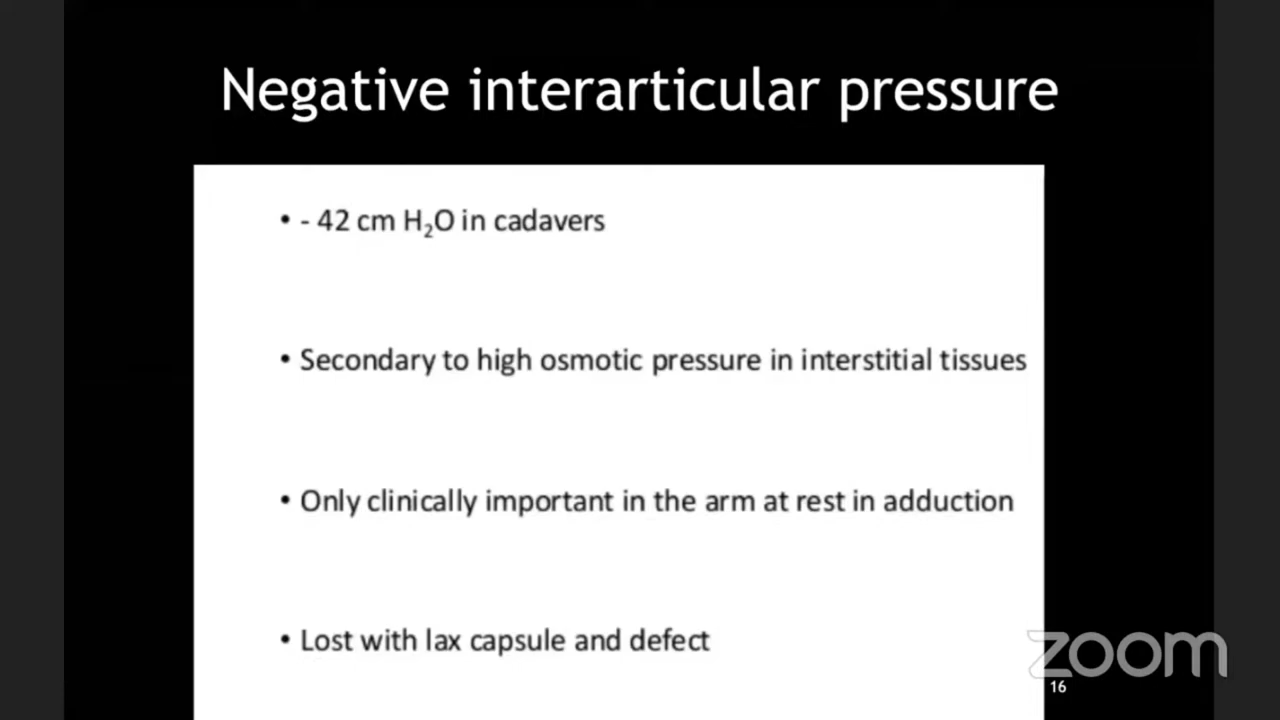 Negative interarticular pressure
• - 42 cm H₂O in cadavers
• Secondary to high osmotic pressure in interstitial tissues
• Only clinically important in the arm at rest in adduction
• Lost with lax capsule and defect
zoom
16